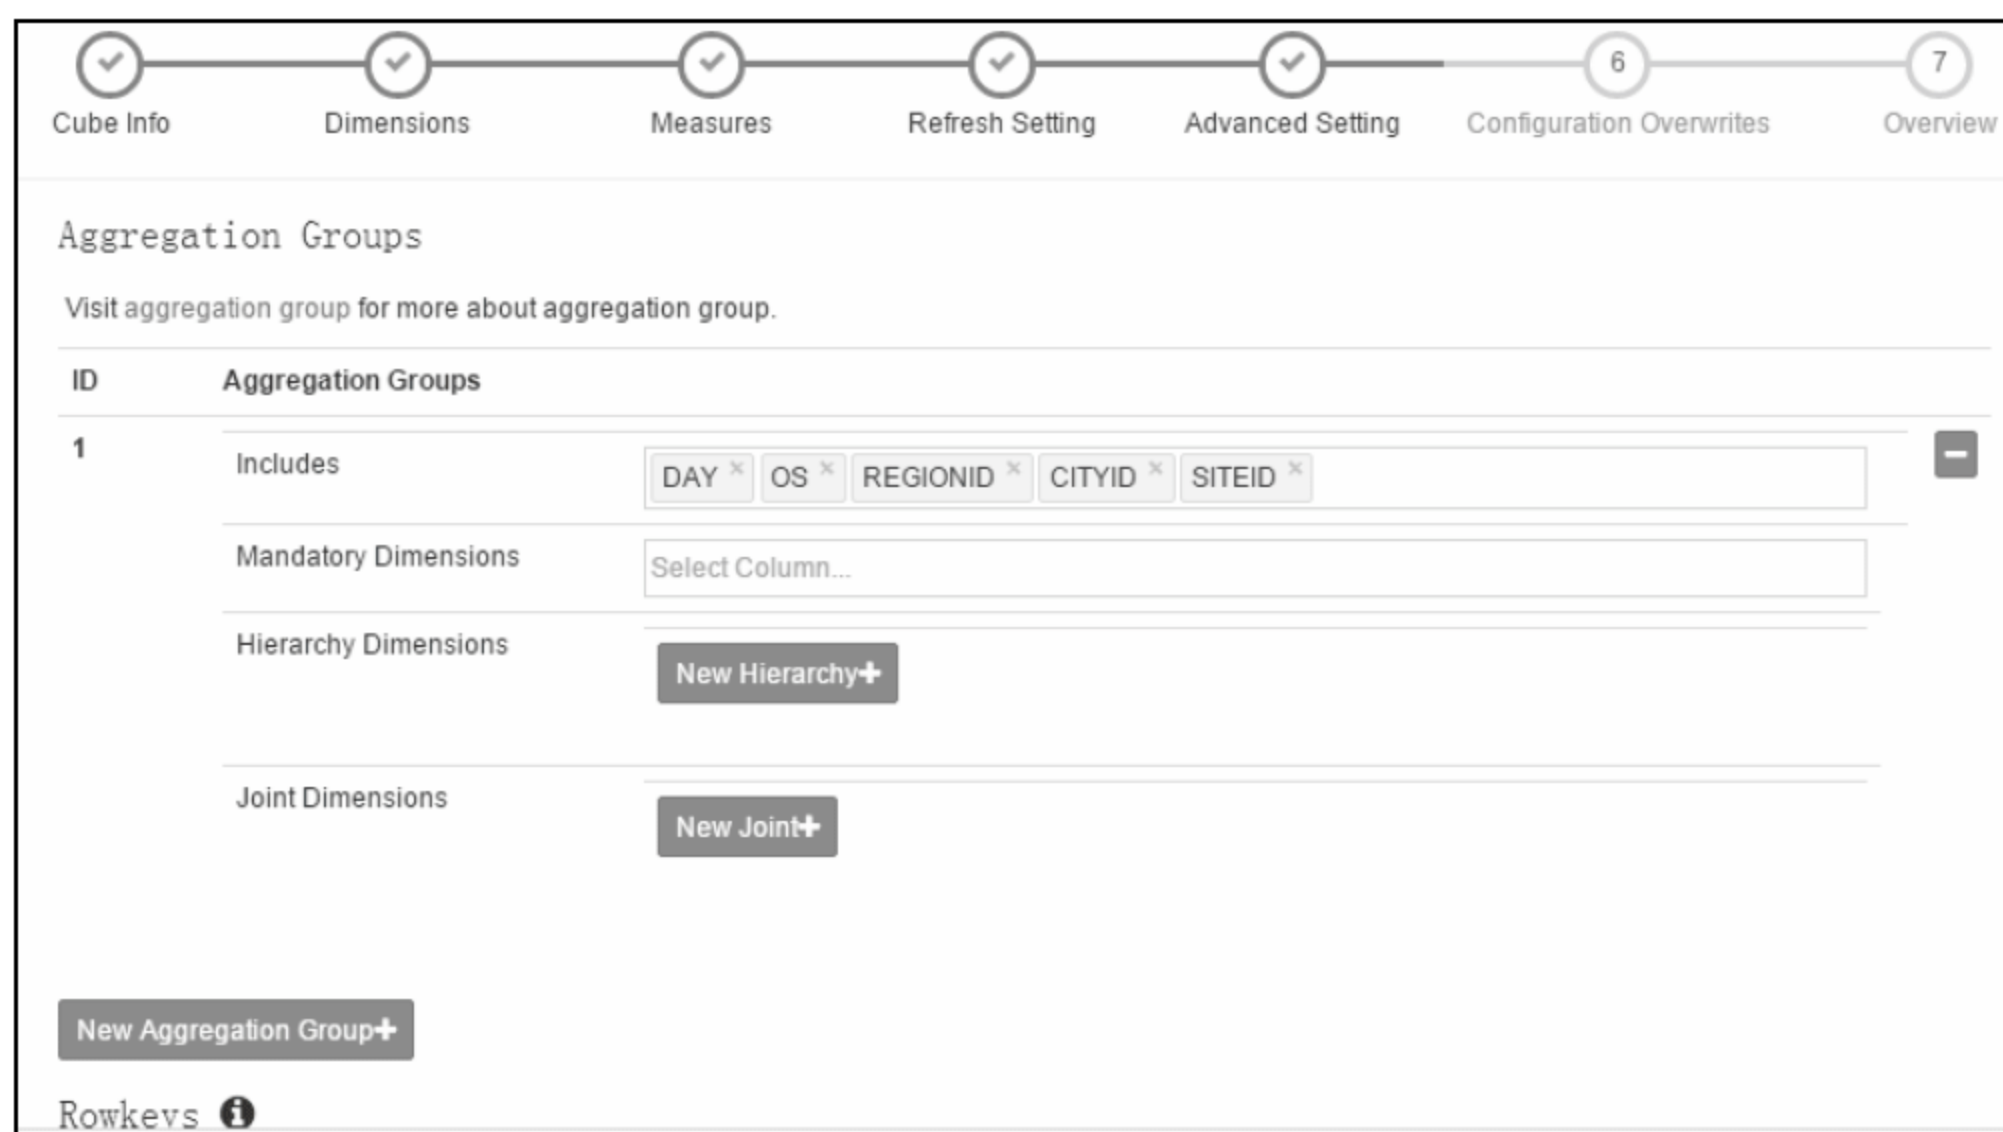 6 7
Cube Info Dimensions Measures Refresh Setting Advanced Setting Configuration Overwrites Overview
Aggregation Groups
Visit aggregation group for more about aggregation group.
ID Aggregation Groups
1 Includes DAY × OS × REGIONID × CITYID × SITEID ×
Mandatory Dimensions Select Column...
Hierarchy Dimensions
New Hierarchy+
Joint Dimensions
New Joint+
New Aggregation Group+
Rowkeys